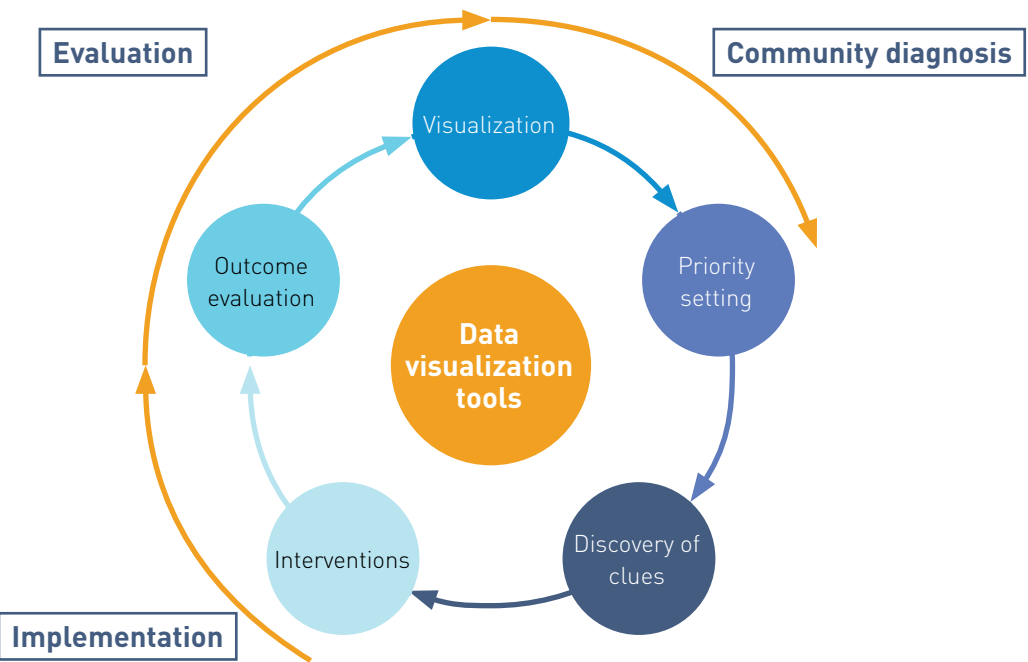 Evaluation
Community diagnosis
Visualization
Outcome
evaluation
Priority
setting
Data
visualization
tools
Interventions
Discovery of
clues
Implementation